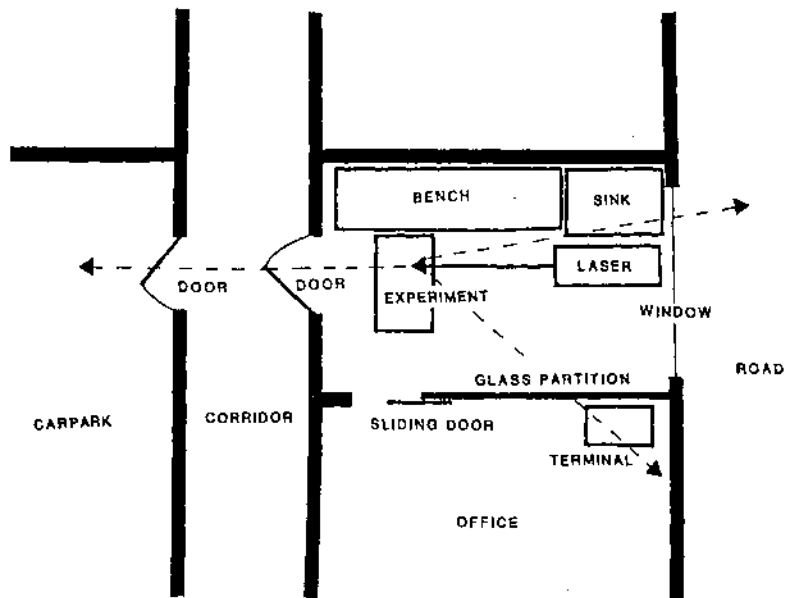 BENCH
SINK
LASER
DOOR
DOOR
EXPERIMENT
WINDOW
ROAD
GLASS PARTITION
CARPARK
CORRIDOR
SLIDING DOOR
TERMINAL
OFFICE